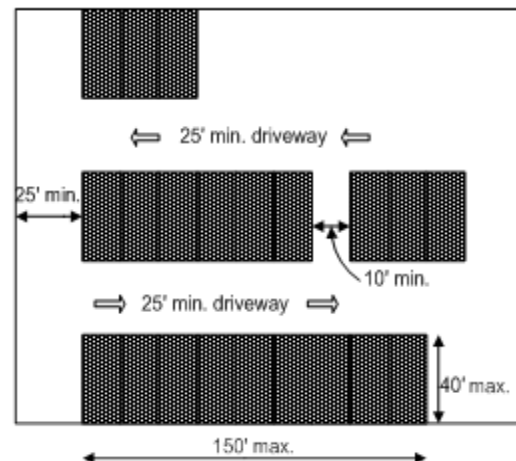 25' min. driveway
25' min.
10' min.
25' min. driveway
40' max.
150' max.